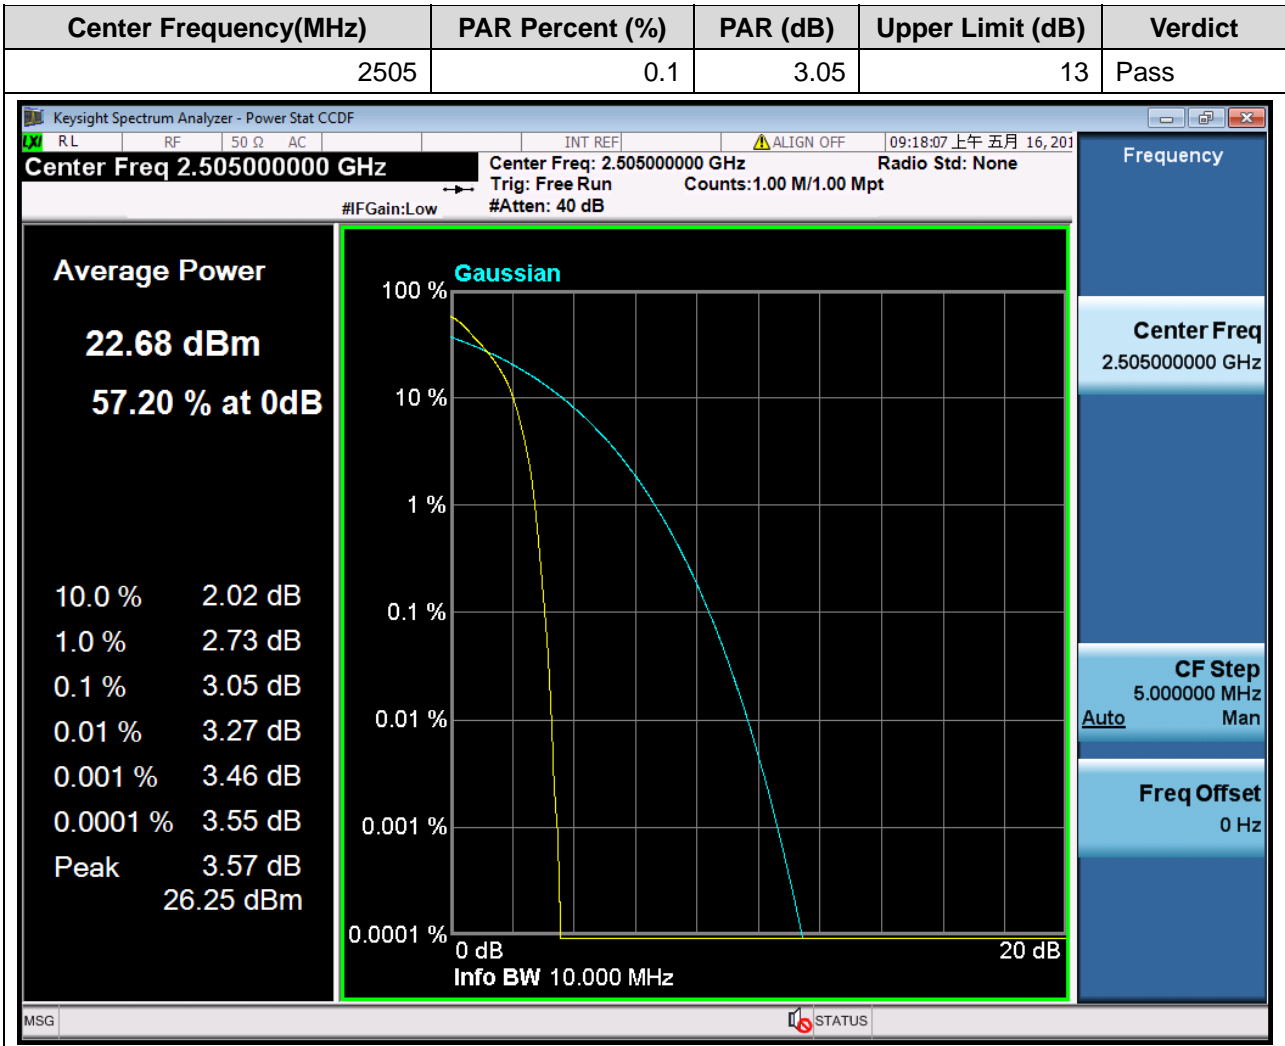 Center Frequency(MHz) PAR Percent (%) PAR (dB) Upper Limit (dB) Verdict
2505 0.1 3.05 13 Pass
Keysight Spectrum Analyzer - Power Stat CCDF
LXI RL RF 50 Ω AC INT REF ALIGN OFF 09:18:07 上午 五月 16, 201
Center Freq 2.505000000 GHz
#IFGain:Low
Center Freq: 2.505000000 GHz Radio Std: None
Trig: Free Run Counts:1.00 M/1.00 Mpt
#Atten: 40 dB
Average Power
22.68 dBm
57.20 % at 0dB
10.0 % 2.02 dB
1.0 % 2.73 dB
0.1 % 3.05 dB
0.01 % 3.27 dB
0.001 % 3.46 dB
0.0001 % 3.55 dB
Peak 3.57 dB
26.25 dBm
Gaussian
100 %
10 %
1 %
0.1 %
0.01 %
0.001 %
0.0001 %
0 dB 20 dB
Info BW 10.000 MHz
Frequency
Center Freq
2.505000000 GHz
CF Step
5.000000 MHz
Auto Man
Freq Offset
0 Hz
MSG STATUS